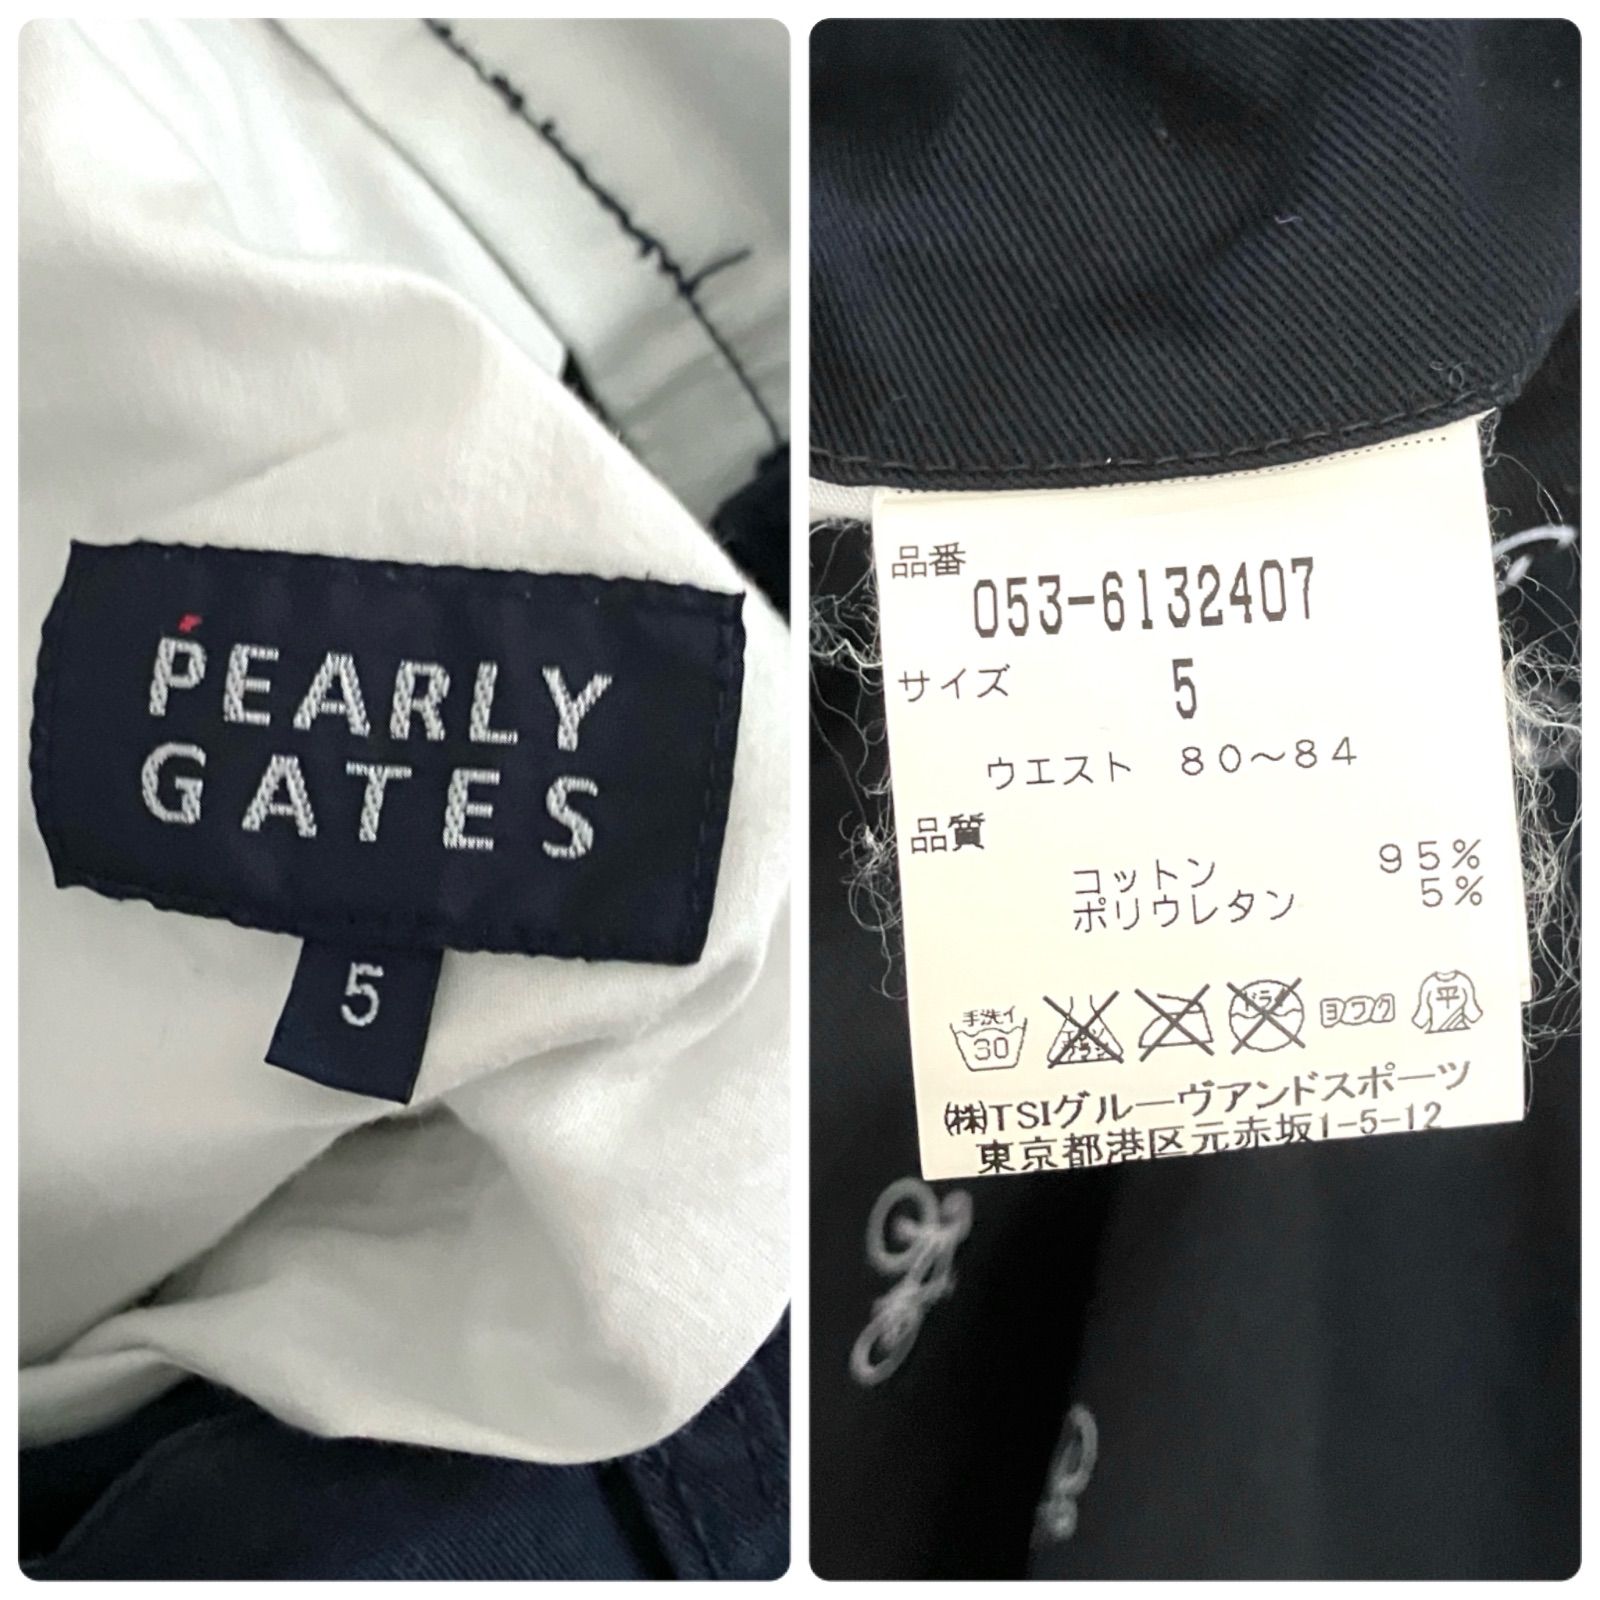 PEARLY
GATES
5
品番
053-6132407
サイズ 5
ウエスト 80～84
品質
コットン 95%
ポリウレタン 5%
手洗イ
30
ドライ
ヨワク
平
㈱TSIグルーヴアンドスポーツ
東京都港区元赤坂1-5-12